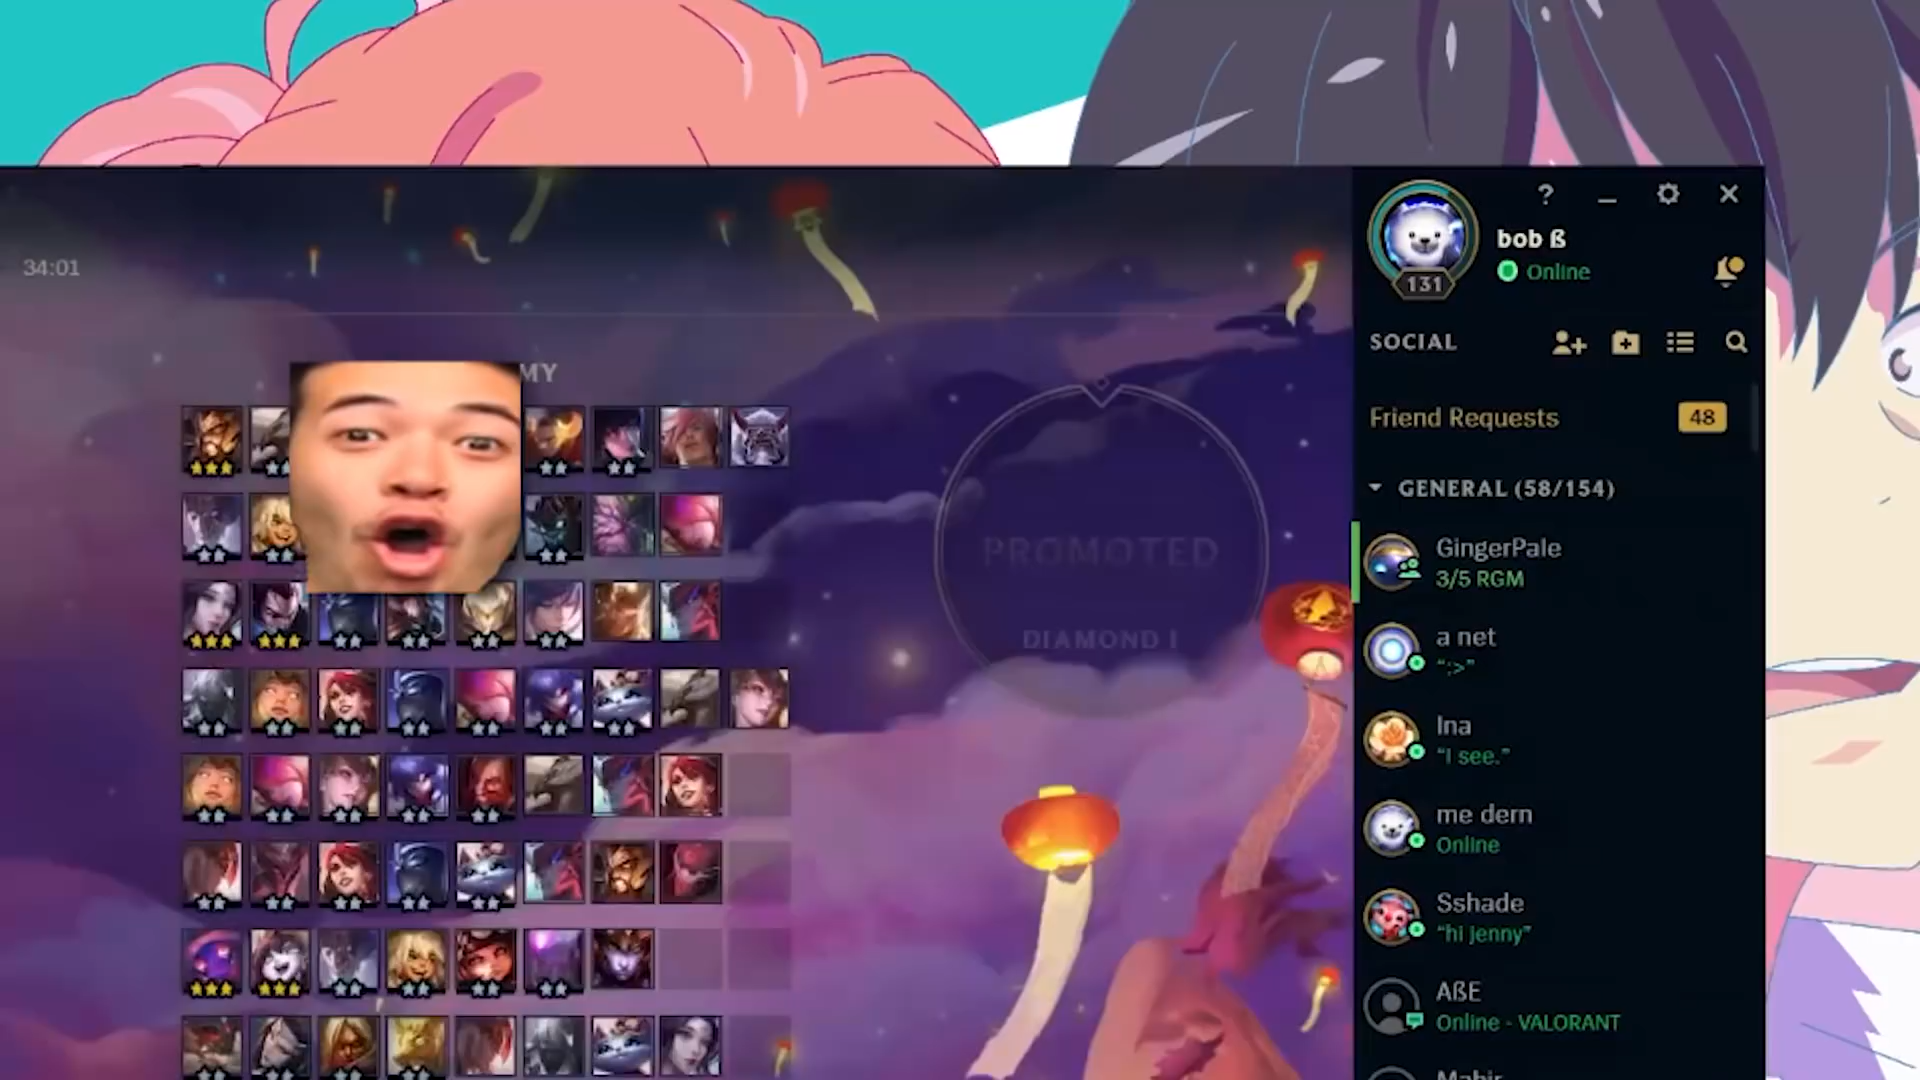 34:01
MY
PROMOTED
DIAMOND I
?
bob ß
Online
131
SOCIAL
Friend Requests
48
GENERAL (58/154)
GingerPale
3/5 RGM
a net
“:>”
Ina
“I see.”
me dern
Online
Sshade
“hi jenny”
AßE
Online - VALORANT